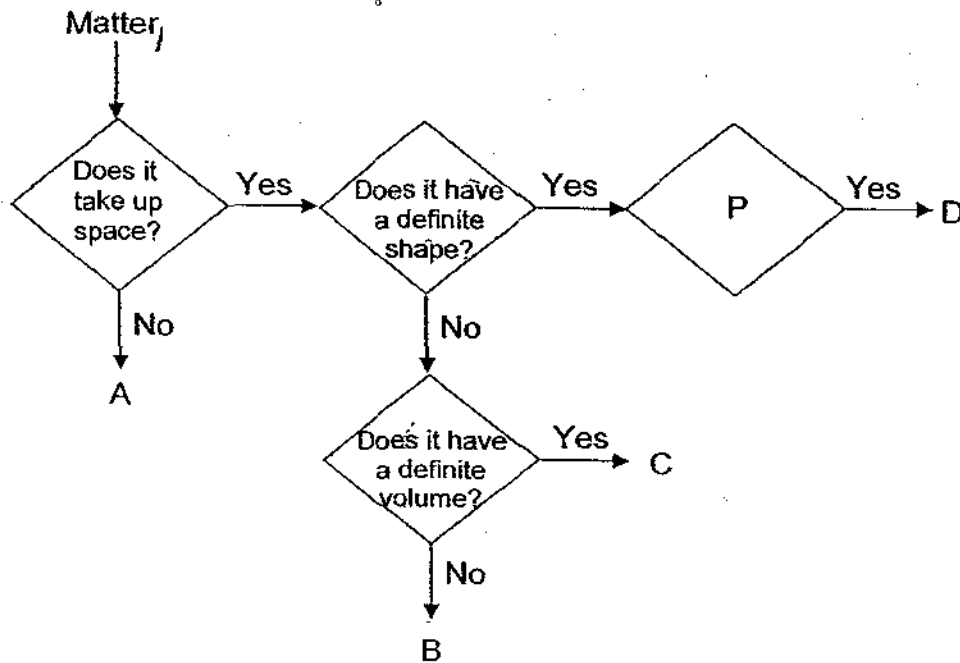 Matter
Does it
take up
space?
Yes
Does it have
a definite
shape?
Yes
P
Yes
D
No
A
No
Does it have
a definite
volume?
Yes
C
No
B